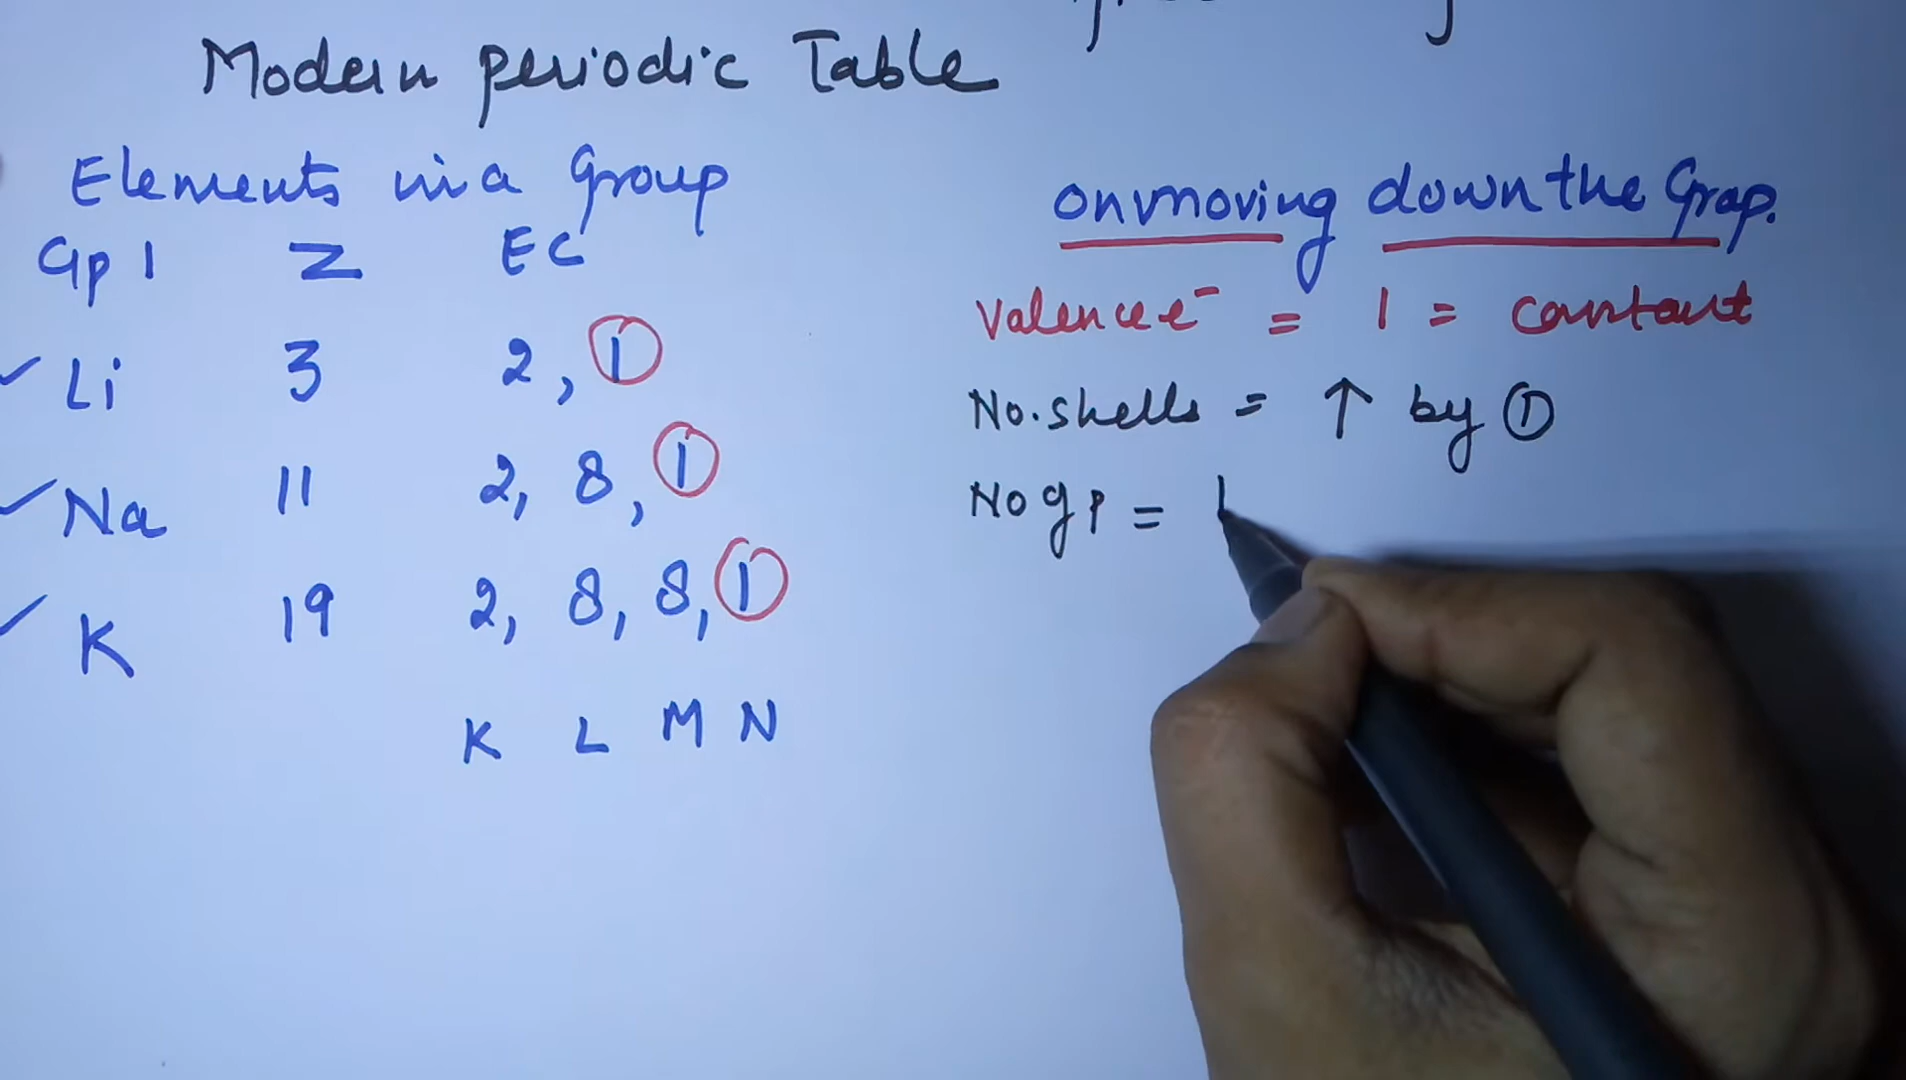 Modern periodic Table
Elements in a Group
Gp 1 Z EC
Li 3 2, 1
Na 11 2, 8, 1
K 19 2, 8, 8, 1
K L M N
on moving down the Group.
Valence e⁻ = 1 = constant
No. shells = ↑ by 1
No gp = 1